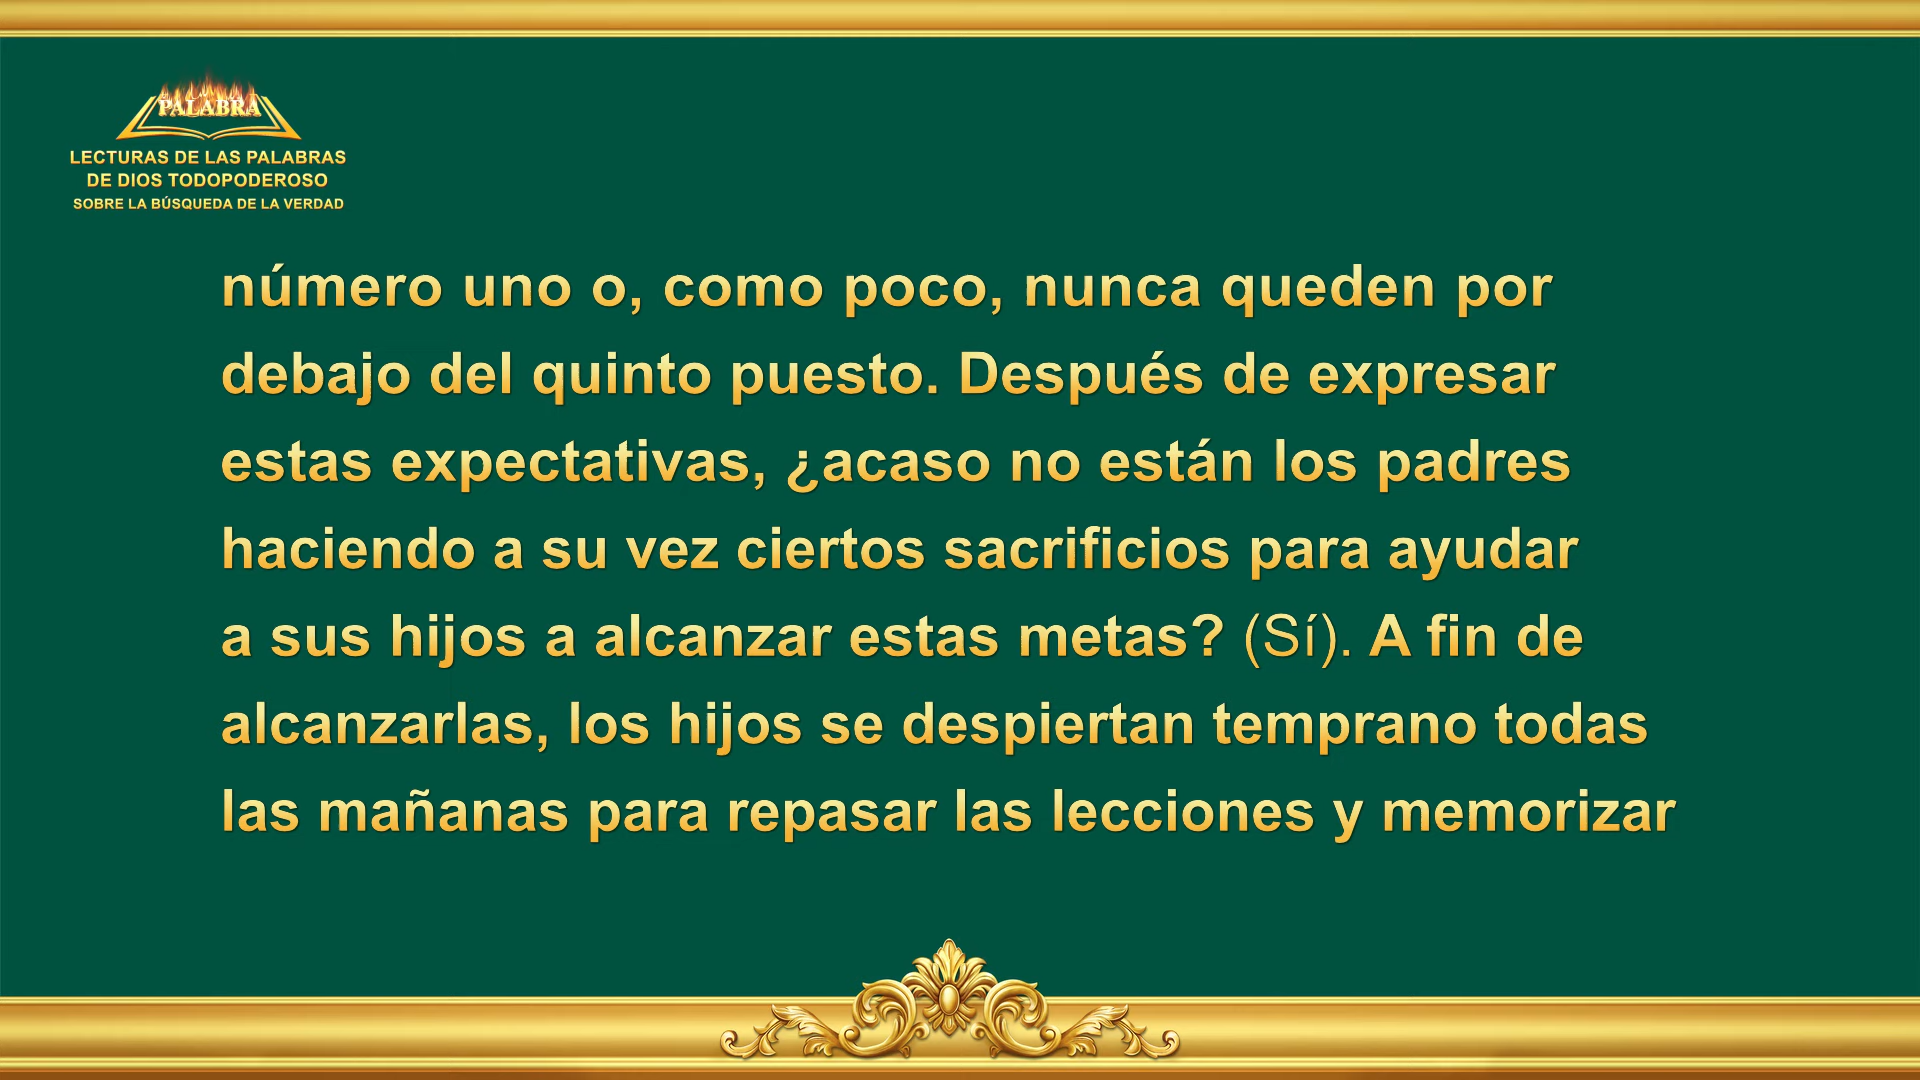 PALABRA
LECTURAS DE LAS PALABRAS
DE DIOS TODOPODEROSO
SOBRE LA BÚSQUEDA DE LA VERDAD
número uno o, como poco, nunca queden por
debajo del quinto puesto. Después de expresar
estas expectativas, ¿acaso no están los padres
haciendo a su vez ciertos sacrificios para ayudar
a sus hijos a alcanzar estas metas? (Sí). A fin de
alcanzarlas, los hijos se despiertan temprano todas
las mañanas para repasar las lecciones y memorizar